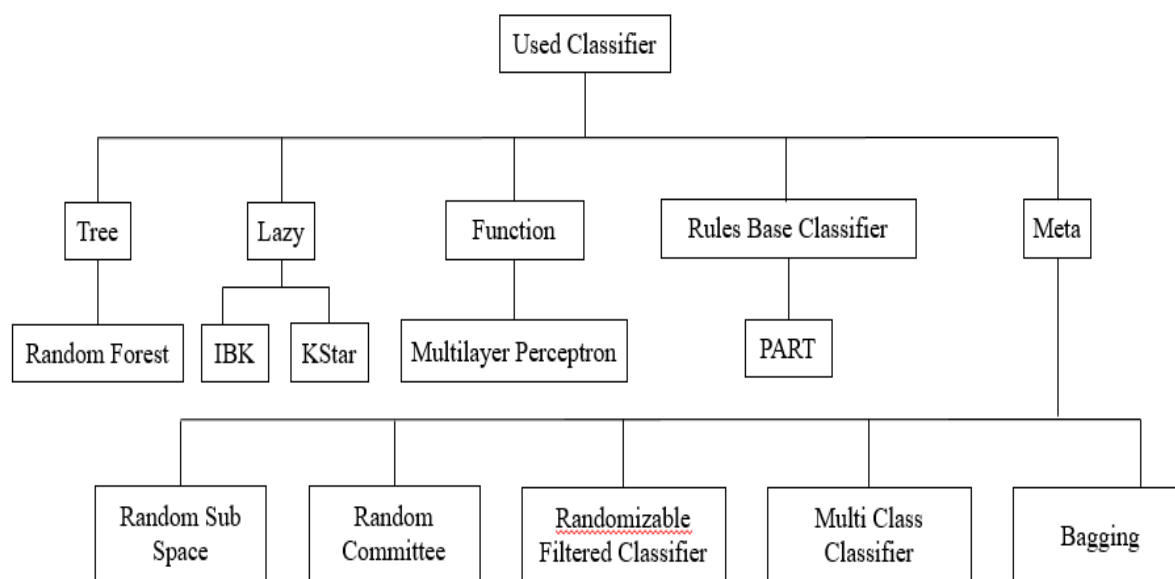 Used Classifier
Tree
Lazy
Function
Rules Base Classifier
Meta
Random Forest
IBK
KStar
Multilayer Perceptron
PART
Random Sub
Space
Random
Committee
Randomizable
Filtered Classifier
Multi Class
Classifier
Bagging